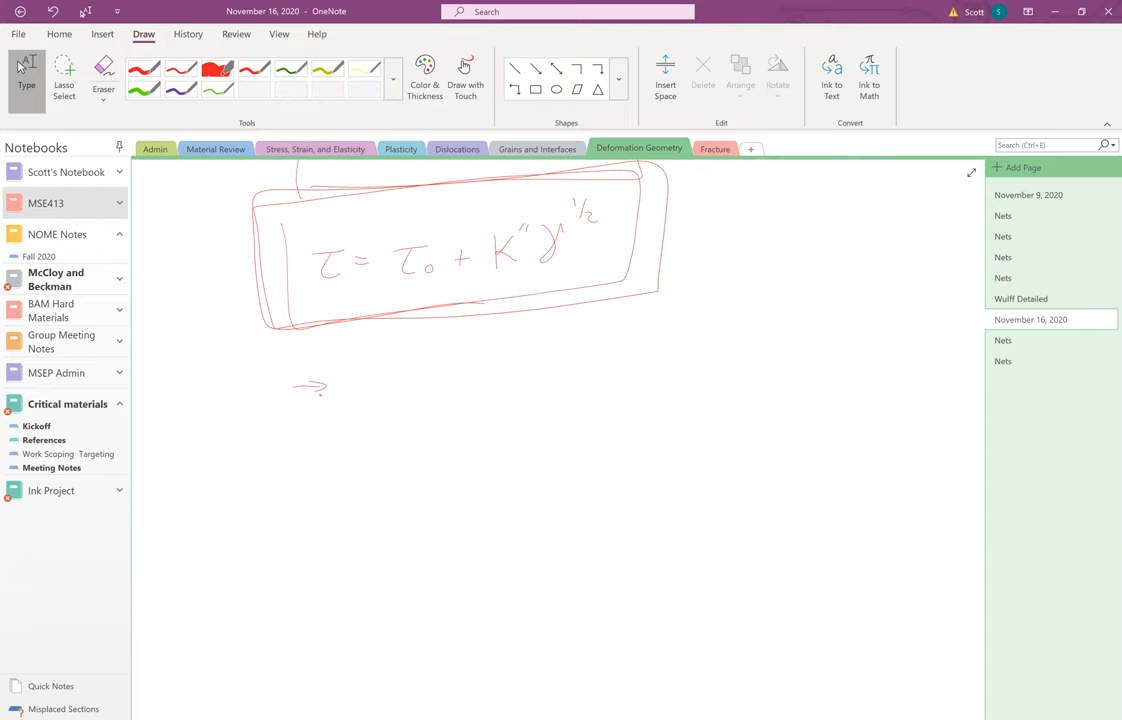 November 16, 2020 - OneNote
Search
Scott
S
File
Home
Insert
Draw
History
Review
View
Help
Type
Lasso
Select
Eraser
Color &
Thickness
Draw with
Touch
Insert
Space
Delete
Arrange
Rotate
Ink to
Text
Ink to
Math
Tools
Shapes
Edit
Convert
Notebooks
Admin
Material Review
Stress, Strain, and Elasticity
Plasticity
Dislocations
Grains and Interfaces
Deformation Geometry
Fracture
Search (Ctrl+E)
Scott's Notebook
MSE413
NOME Notes
Fall 2020
McCloy and
Beckman
BAM Hard
Materials
Group Meeting
Notes
MSEP Admin
Critical materials
Kickoff
References
Work Scoping Targeting
Meeting Notes
Ink Project
Quick Notes
Misplaced Sections
τ = τ₀ + K" γ^1/2
⇒
Add Page
November 9, 2020
Nets
Nets
Nets
Nets
Wulff Detailed
November 16, 2020
Nets
Nets